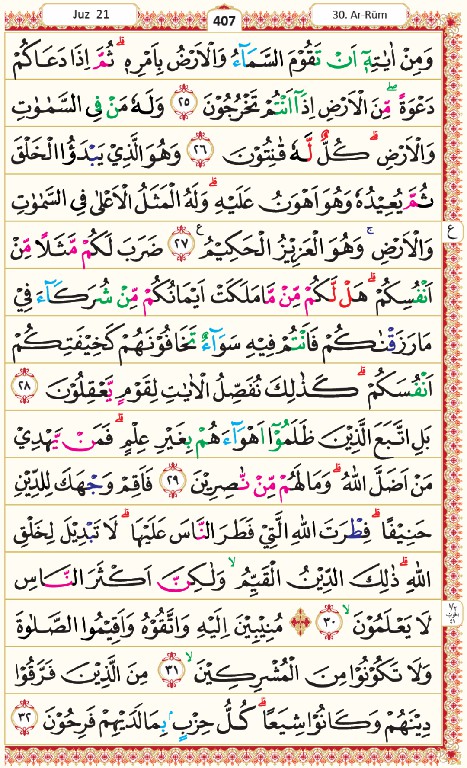 Juz 21
407
30. Ar-Rūm
وَمِنْ اٰيٰتِهٖٓ اَنْ تَقُوْمَ السَّمَآءُ وَالْاَرْضُ بِاَمْرِهٖ ۗ ثُمَّ اِذَا دَعَاكُمْ
دَعْوَةً ۖ مِّنَ الْاَرْضِ اِذَآ اَنْتُمْ تَخْرُجُوْنَ ٢٥ وَلَهٗ مَنْ فِى السَّمٰوٰتِ
وَالْاَرْضِ ۗ كُلٌّ لَّهٗ قٰنِتُوْنَ ٢٦ وَهُوَ الَّذِيْ يَبْدَؤُا الْخَلْقَ
ثُمَّ يُعِيْدُهٗ وَهُوَ اَهْوَنُ عَلَيْهِ ۗ وَلَهُ الْمَثَلُ الْاَعْلٰى فِى السَّمٰوٰتِ
وَالْاَرْضِ ۚ وَهُوَ الْعَزِيْزُ الْحَكِيْمُ ع ٢٧ ضَرَبَ لَكُمْ مَّثَلًا مِّنْ
ع
اَنْفُسِكُمْ ۗ هَلْ لَّكُمْ مِّنْ مَّا مَلَكَتْ اَيْمَانُكُمْ مِّنْ شُرَكَآءَ فِيْ
مَا رَزَقْنٰكُمْ فَاَنْتُمْ فِيْهِ سَوَآءٌ تَخَافُوْنَهُمْ كَخِيْفَتِكُمْ
اَنْفُسَكُمْ ۗ كَذٰلِكَ نُفَصِّلُ الْاٰيٰتِ لِقَوْمٍ يَّعْقِلُوْنَ ٢٨
بَلِ اتَّبَعَ الَّذِيْنَ ظَلَمُوْٓا اَهْوَآءَهُمْ بِغَيْرِ عِلْمٍ ۗ فَمَنْ يَّهْدِيْ
مَنْ اَضَلَّ اللّٰهُ ۗ وَمَا لَهُمْ مِّنْ نّٰصِرِيْنَ ٢٩ فَاَقِمْ وَجْهَكَ لِلدِّيْنِ
حَنِيْفًا ۗ فِطْرَتَ اللّٰهِ الَّتِيْ فَطَرَ النَّاسَ عَلَيْهَا ۗ لَا تَبْدِيْلَ لِخَلْقِ
اللّٰهِ ۗ ذٰلِكَ الدِّيْنُ الْقَيِّمُ ۙ وَلٰكِنَّ اَكْثَرَ النَّاسِ
لَا يَعْلَمُوْنَ ۙ ٣٠ مُنِيْبِيْنَ اِلَيْهِ وَاتَّقُوْهُ وَاَقِيْمُوا الصَّلٰوةَ
وَلَا تَكُوْنُوْا مِنَ الْمُشْرِكِيْنَ ۙ ٣١ مِنَ الَّذِيْنَ فَرَّقُوْا
دِيْنَهُمْ وَكَانُوْا شِيَعًا ۗ كُلُّ حِزْبٍۢ بِمَا لَدَيْهِمْ فَرِحُوْنَ ٣٢